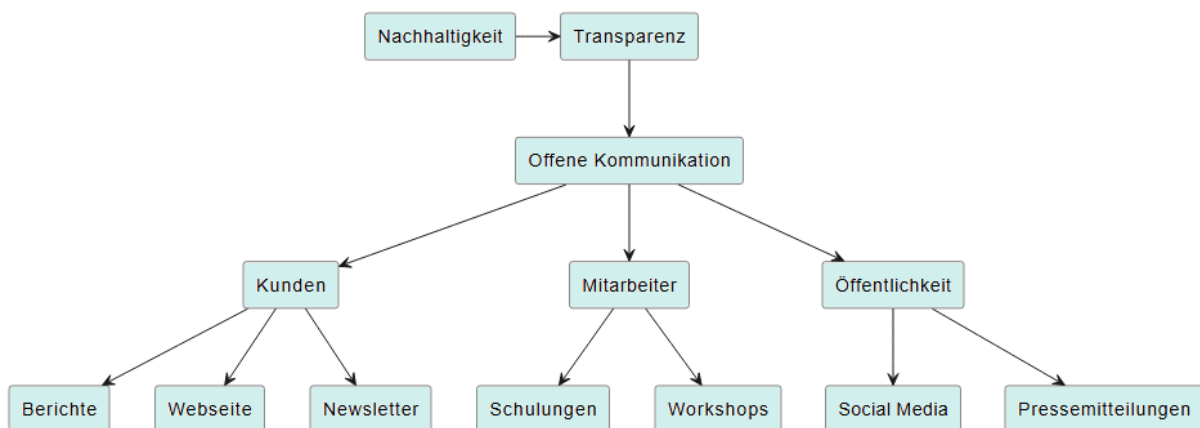 Nachhaltigkeit
Transparenz
Offene Kommunikation
Kunden
Mitarbeiter
Öffentlichkeit
Berichte
Webseite
Newsletter
Schulungen
Workshops
Social Media
Pressemitteilungen